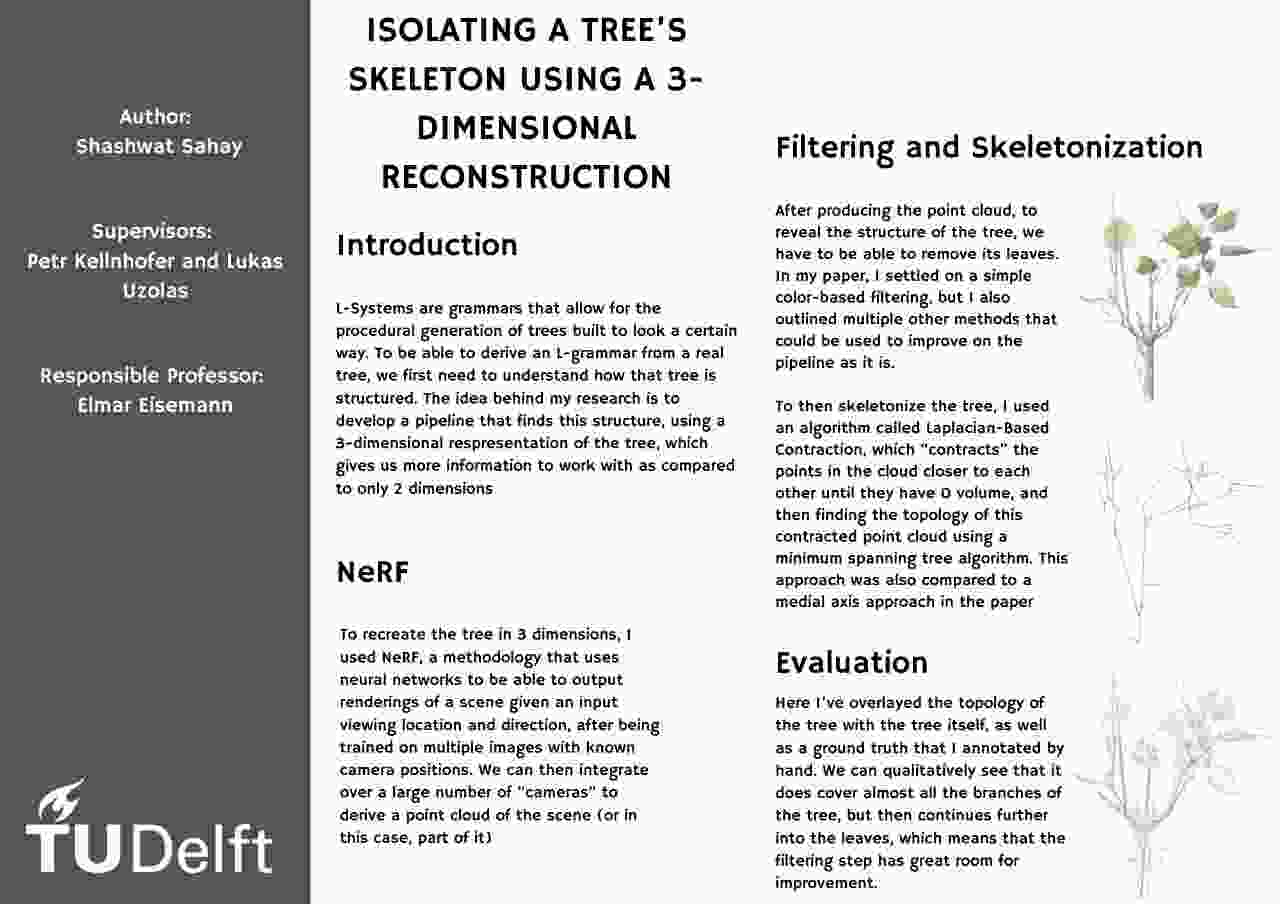 Author:
Shashwat Sahay
Supervisors:
Petr Kellnhofer and Lukas
Uzolas
Responsible Professor:
Elmar Eisemann
TUDelft
ISOLATING A TREE'S
SKELETON USING A 3-
DIMENSIONAL
RECONSTRUCTION
Introduction
L-Systems are grammars that allow for the
procedural generation of trees built to look a certain
way. To be able to derive an L-grammar from a real
tree, we first need to understand how that tree is
structured. The idea behind my research is to
develop a pipeline that finds this structure, using a
3-dimensional respresentation of the tree, which
gives us more information to work with as compared
to only 2 dimensions
NeRF
To recreate the tree in 3 dimensions, I
used NeRF, a methodology that uses
neural networks to be able to output
renderings of a scene given an input
viewing location and direction, after being
trained on multiple images with known
camera positions. We can then integrate
over a large number of "cameras" to
derive a point cloud of the scene (or in
this case, part of it)
Filtering and Skeletonization
After producing the point cloud, to
reveal the structure of the tree, we
have to be able to remove its leaves.
In my paper, I settled on a simple
color-based filtering, but I also
outlined multiple other methods that
could be used to improve on the
pipeline as it is.
To then skeletonize the tree, I used
an algorithm called Laplacian-Based
Contraction, which "contracts" the
points in the cloud closer to each
other until they have 0 volume, and
then finding the topology of this
contracted point cloud using a
minimum spanning tree algorithm. This
approach was also compared to a
medial axis approach in the paper
Evaluation
Here I've overlayed the topology of
the tree with the tree itself, as well
as a ground truth that I annotated by
hand. We can qualitatively see that it
does cover almost all the branches of
the tree, but then continues further
into the leaves, which means that the
filtering step has great room for
improvement.